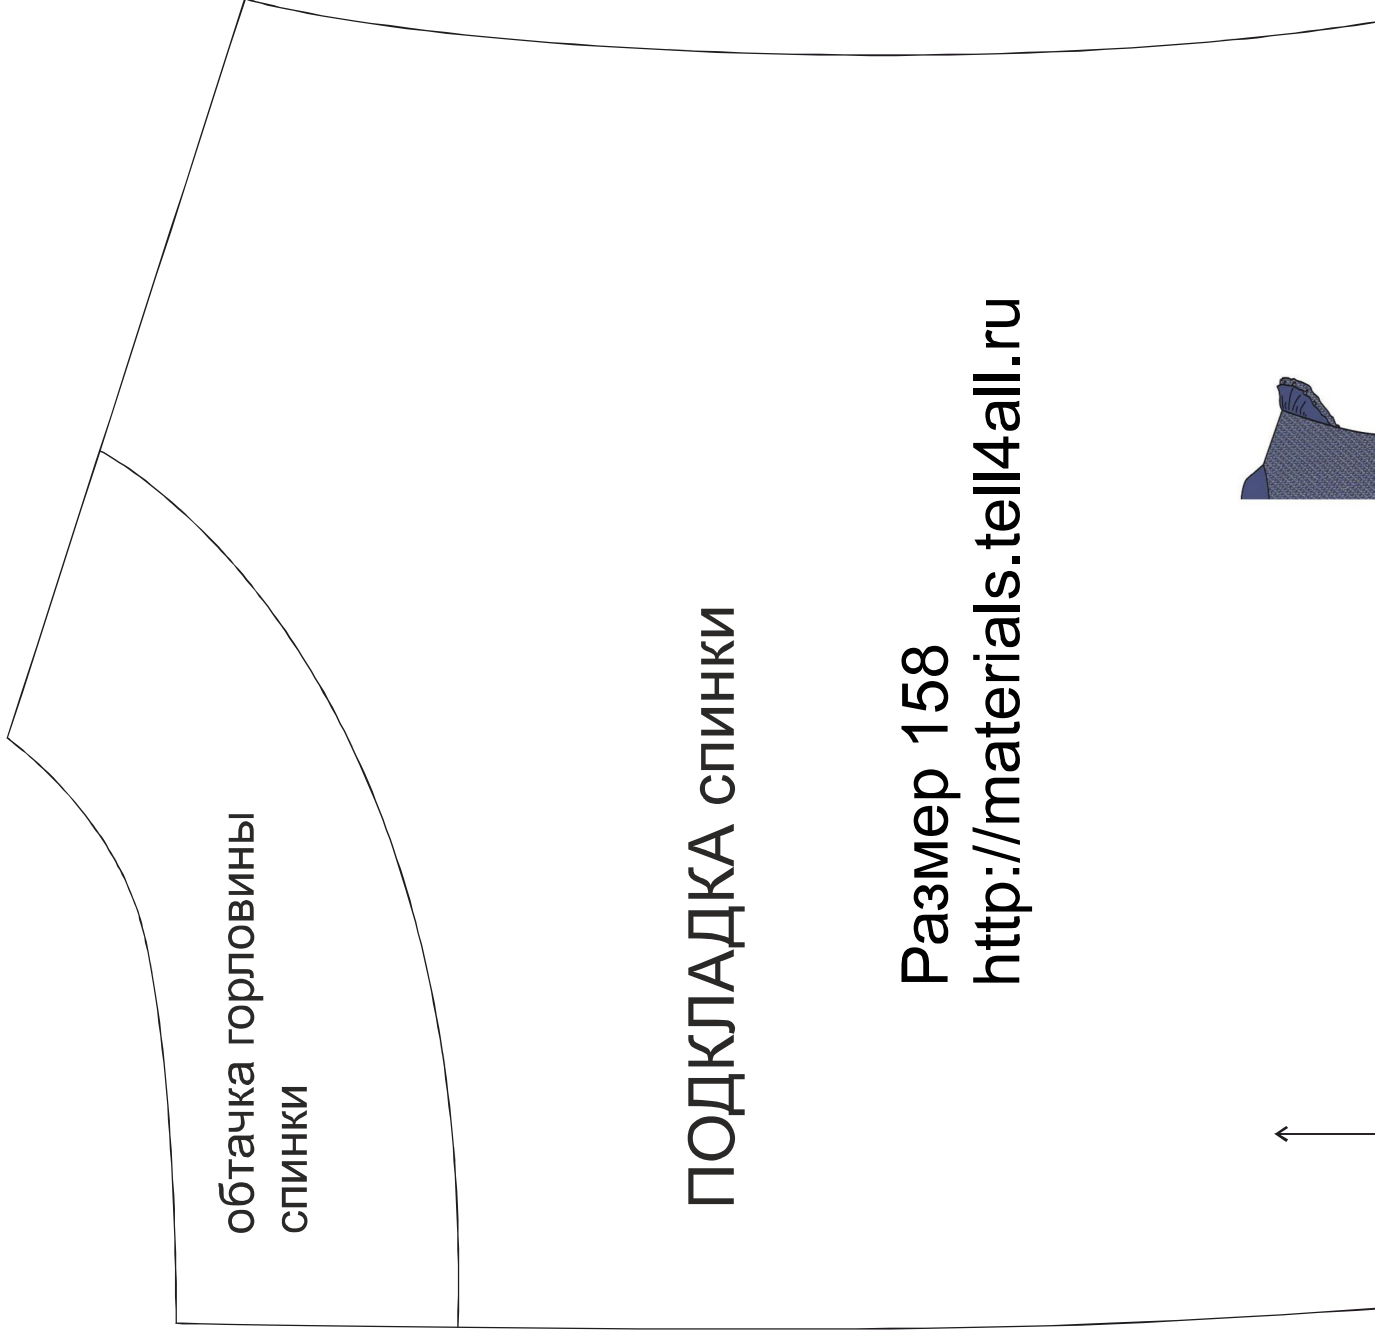 обтачка горловины
спинки
ПОДКЛАДКА спинки
Размер 158
http://materials.tell4all.ru